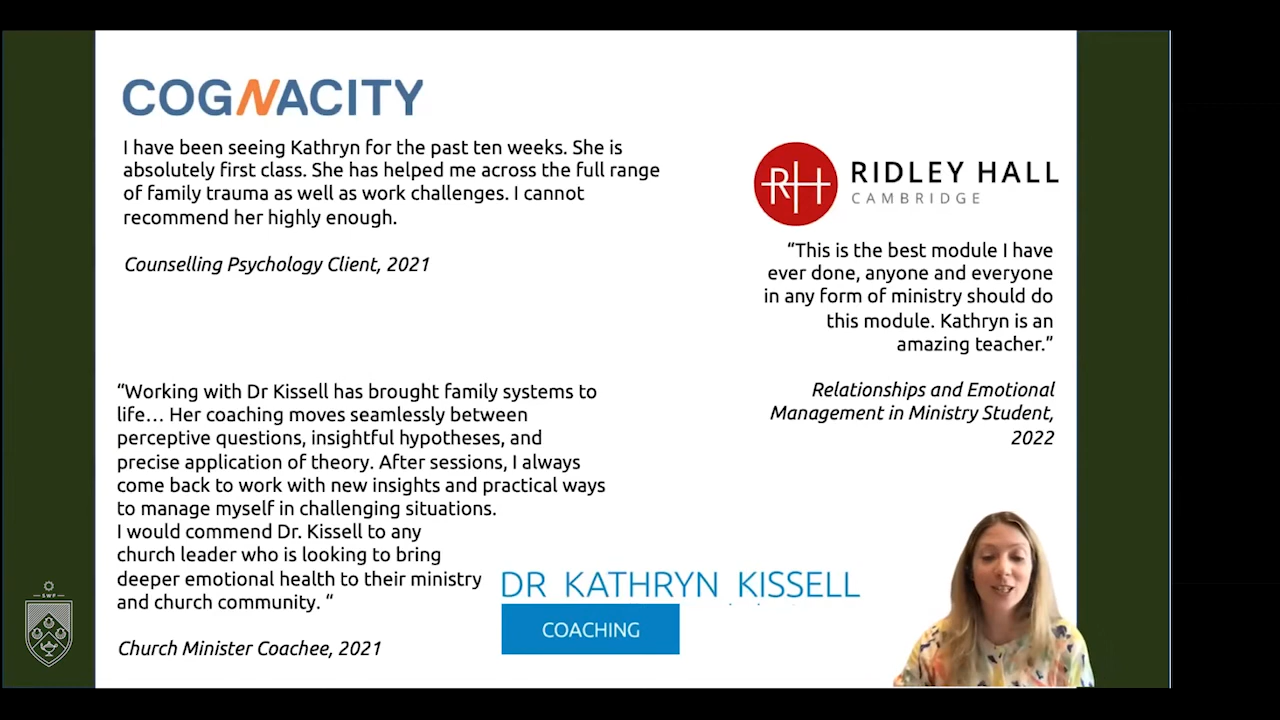 COGNACITY
I have been seeing Kathryn for the past ten weeks. She is
absolutely first class. She has helped me across the full range
of family trauma as well as work challenges. I cannot
recommend her highly enough.
Counselling Psychology Client, 2021
RH
RIDLEY HALL
CAMBRIDGE
“This is the best module I have
ever done, anyone and everyone
in any form of ministry should do
this module. Kathryn is an
amazing teacher.”
Relationships and Emotional
Management in Ministry Student,
2022
“Working with Dr Kissell has brought family systems to
life… Her coaching moves seamlessly between
perceptive questions, insightful hypotheses, and
precise application of theory. After sessions, I always
come back to work with new insights and practical ways
to manage myself in challenging situations.
I would commend Dr. Kissell to any
church leader who is looking to bring
deeper emotional health to their ministry
and church community. “
Church Minister Coachee, 2021
DR KATHRYN KISSELL
COACHING
SWF